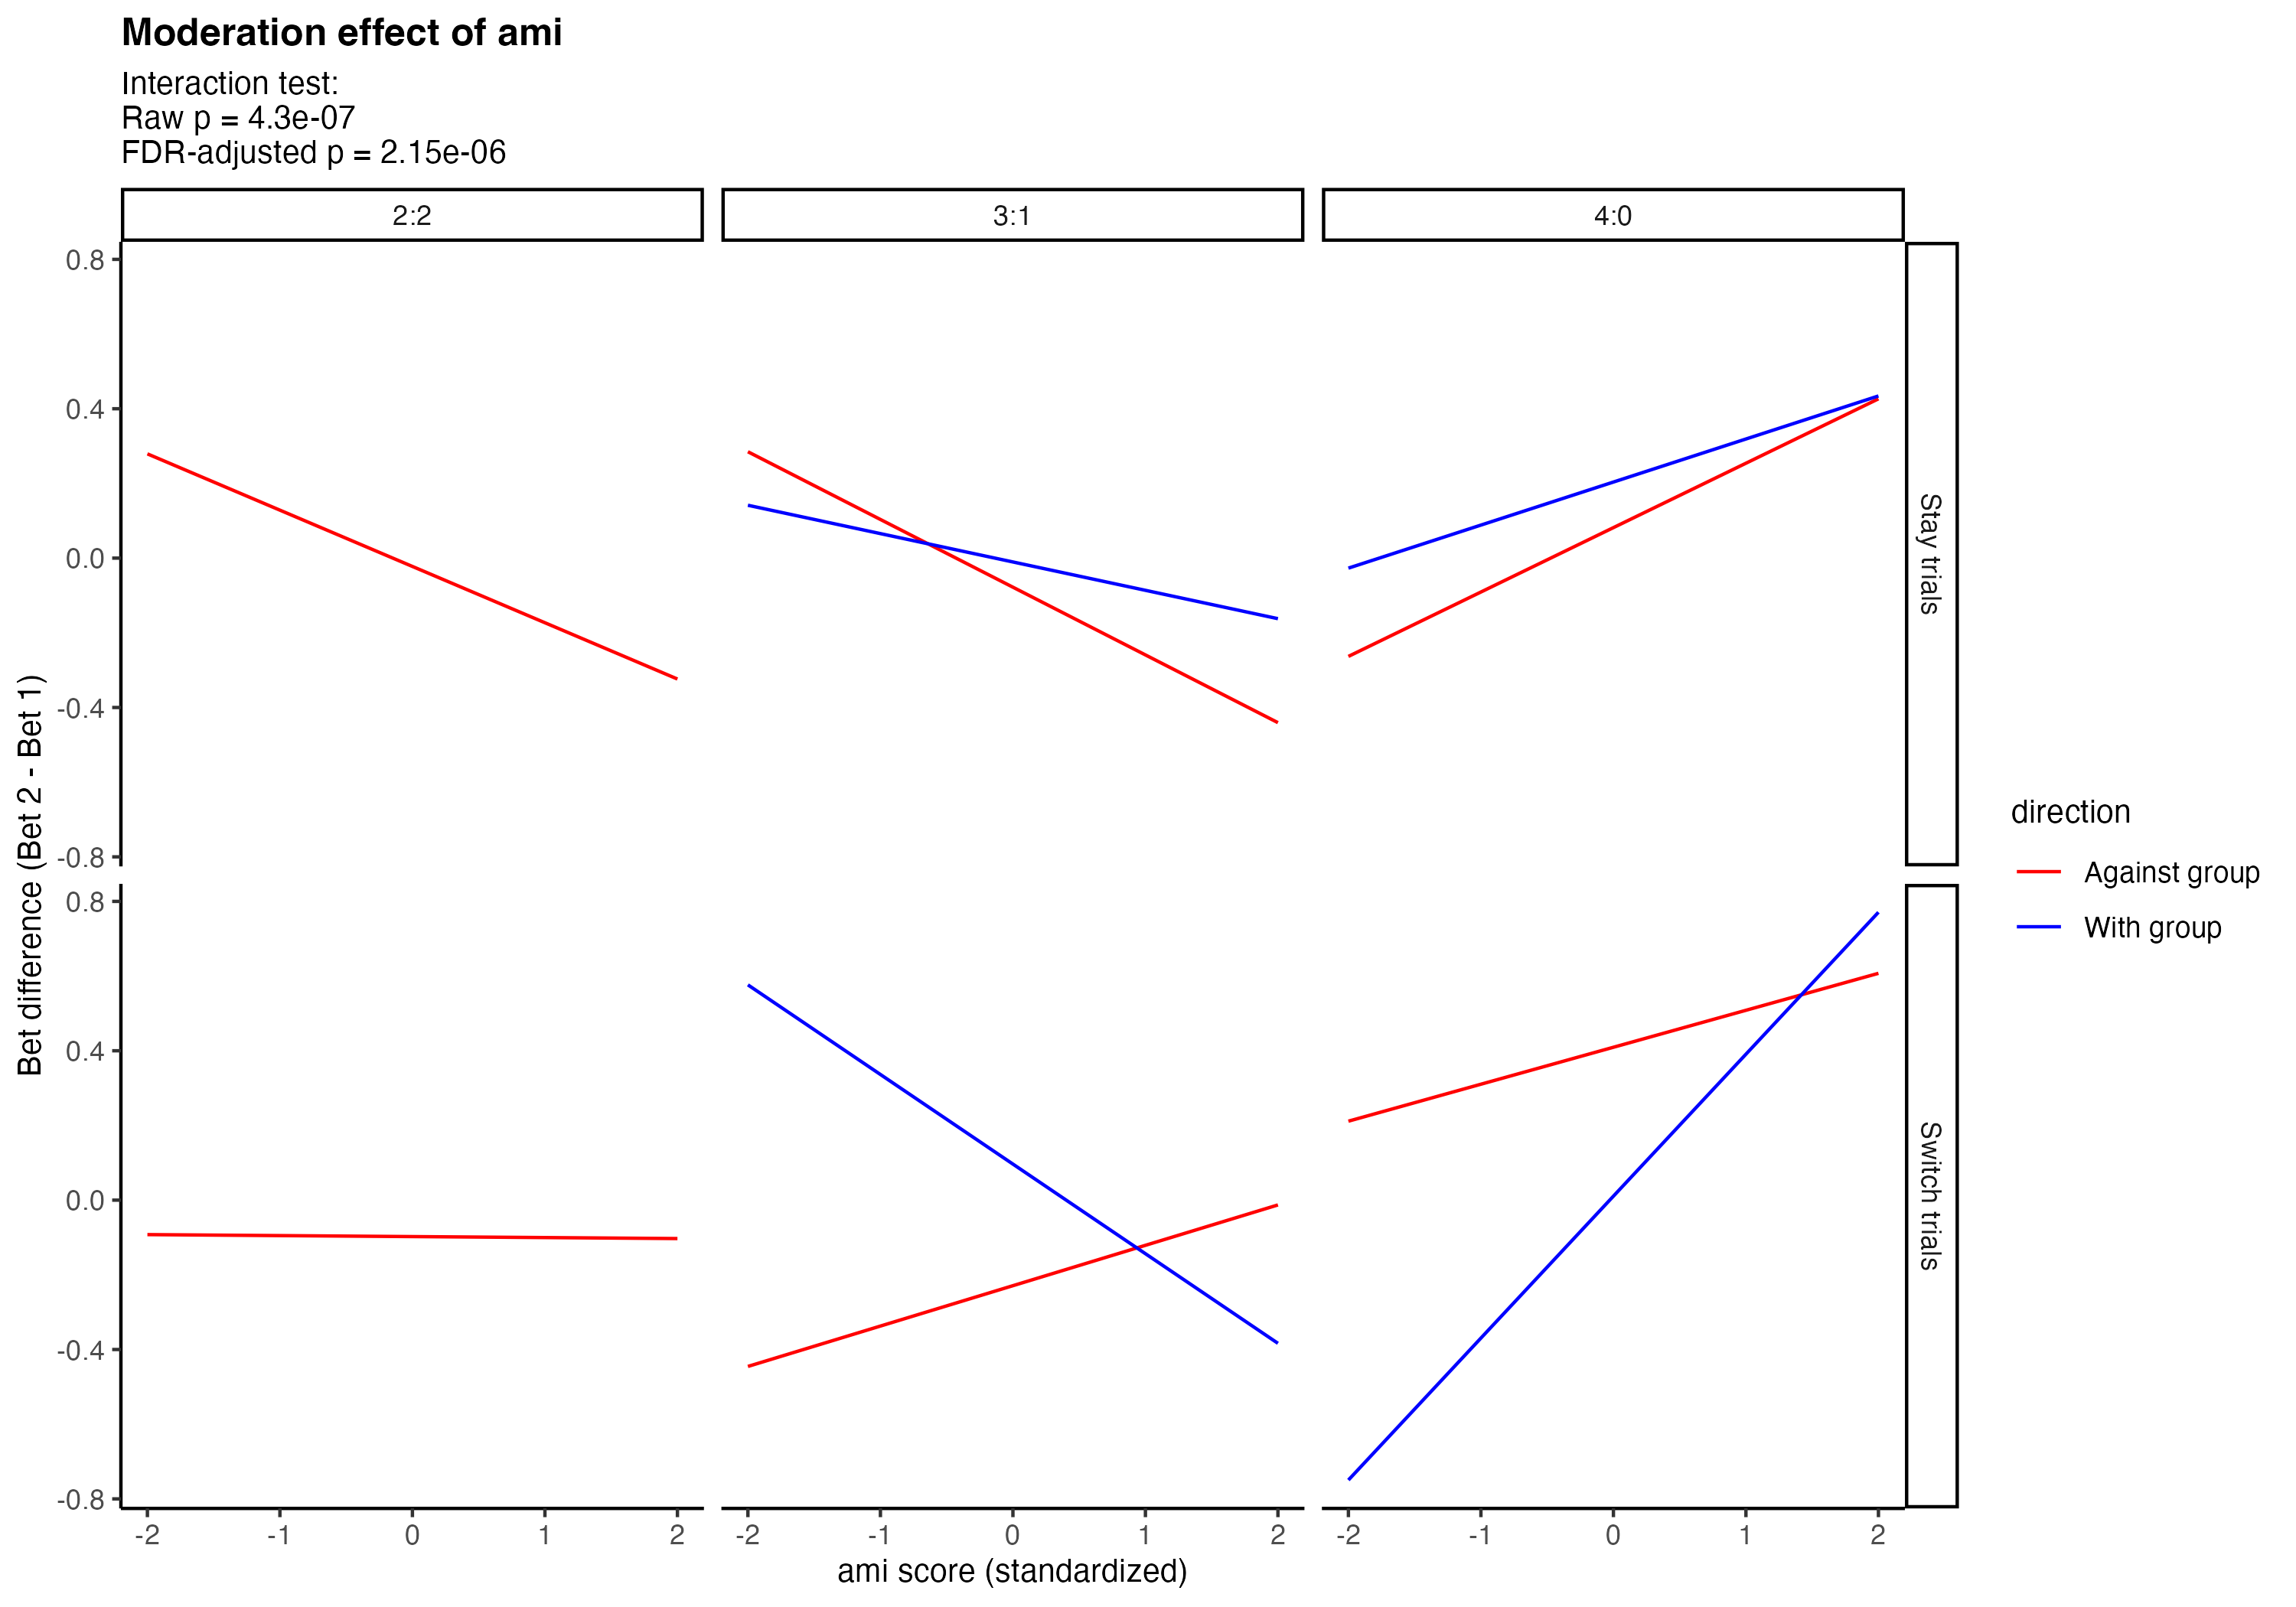 Moderation effect of ami
Interaction test:
Raw p = 4.3e-07
FDR-adjusted p = 2.15e-06
2:2 3:1 4:0
0.8
0.4
0.0
-0.4
-0.8
Stay trials
0.8
0.4
0.0
-0.4
-0.8
Switch trials
Bet difference (Bet 2 - Bet 1)
-2 -1 0 1 2 -2 -1 0 1 2 -2 -1 0 1 2
ami score (standardized)
direction
Against group
With group